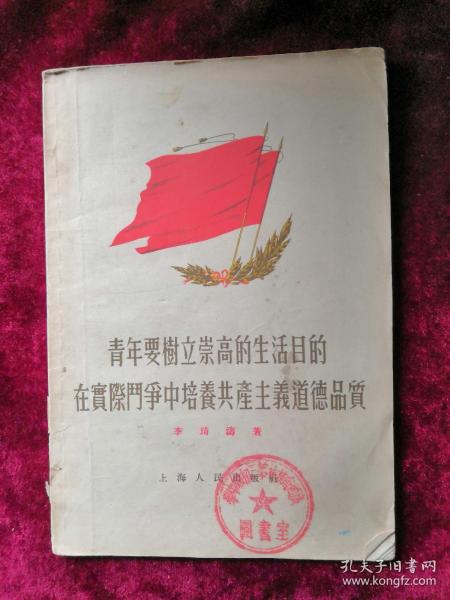 青年要樹立崇高的生活目的
在實際鬥爭中培養共產主義道德品質
李琦濤著
上海人民出版社
圖書室
孔夫子旧書网
www.kongfz.com